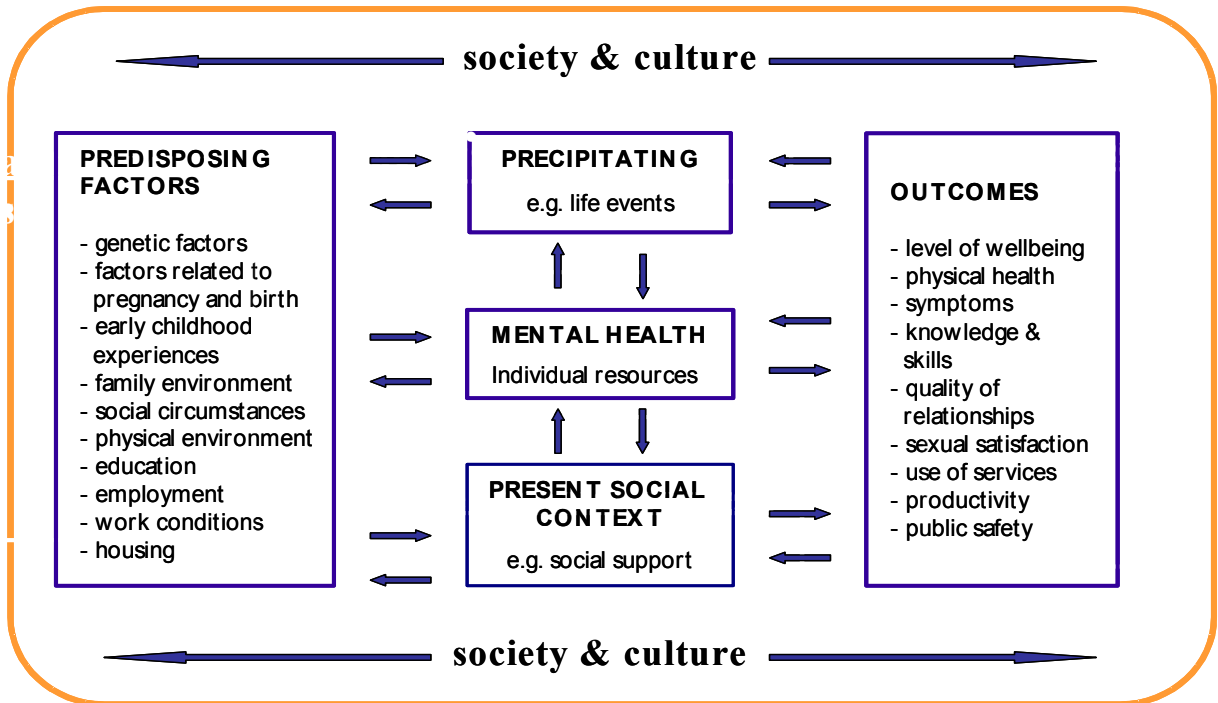 society & culture
PREDISPOSING
FACTORS
- genetic factors
- factors related to
pregnancy and birth
- early childhood
experiences
- family environment
- social circumstances
- physical environment
- education
- employment
- work conditions
- housing
PRECIPITATING
e.g. life events
MENTAL HEALTH
Individual resources
PRESENT SOCIAL
CONTEXT
e.g. social support
OUTCOMES
- level of wellbeing
- physical health
- symptoms
- knowledge &
skills
- quality of
relationships
- sexual satisfaction
- use of services
- productivity
- public safety
society & culture